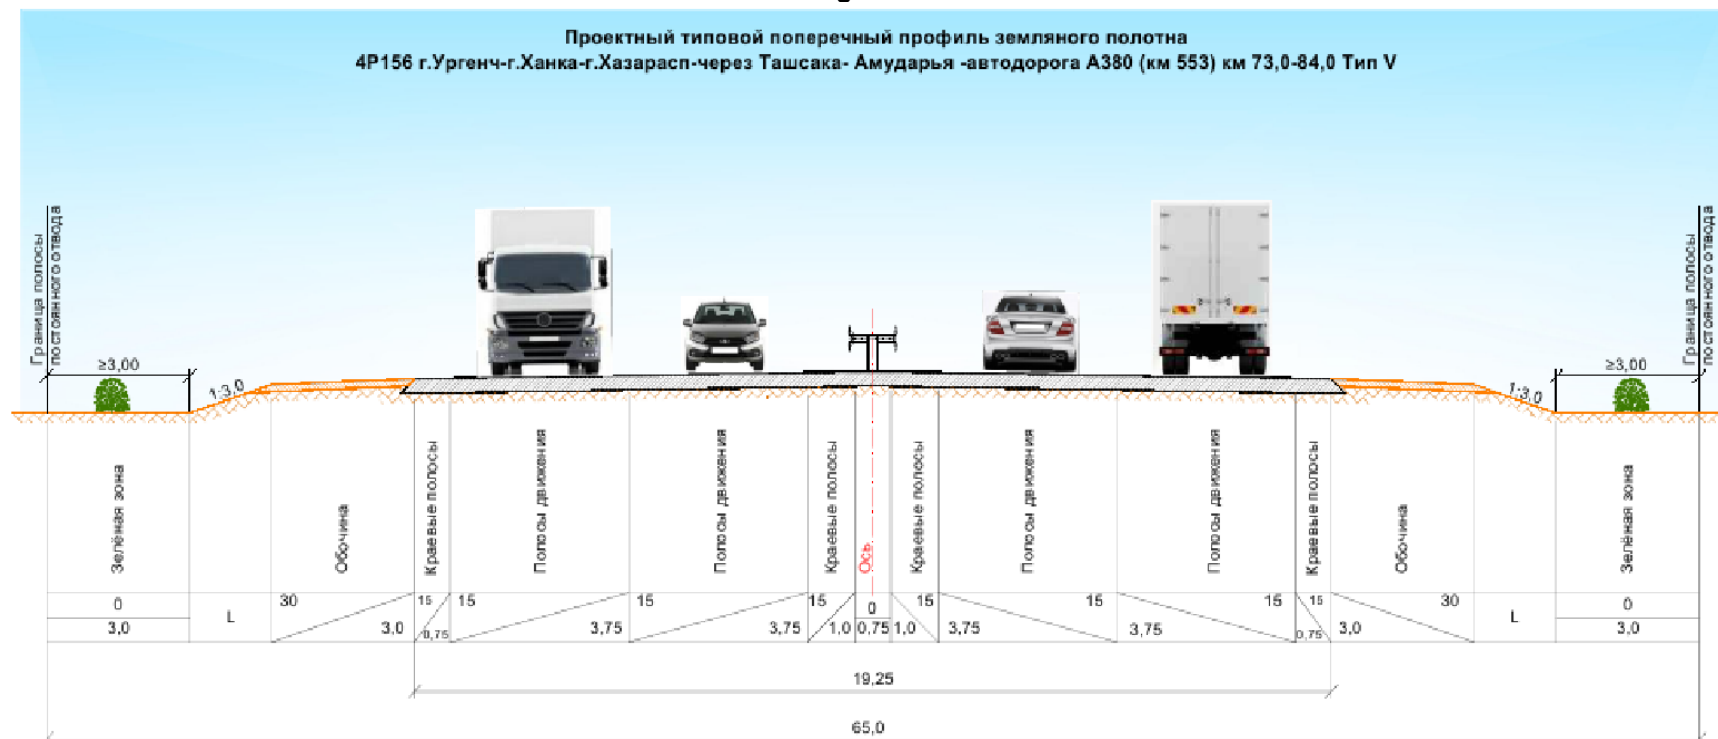 Проектный типовой поперечный профиль земляного полотна
4Р156 г.Ургенч-г.Ханка-г.Хазарасп-через Ташсака- Амударья -автодорога А380 (км 553) км 73,0-84,0 Тип V
Граница полосы
постоянного отвода
Граница полосы
постоянного отвода
≥3,00
≥3,00
1:3,0
1:3,0
Зелёная зона
Обочина
Краевые полосы
Полосы движения
Полосы движения
Краевые полосы
Ось
Краевые полосы
Полосы движения
Полосы движения
Краевые полосы
Обочина
Зелёная зона
0 L 30 15 15 15 15 0 15 15 15 15 30 L 0
3,0 3,0 0,75 3,75 3,75 1,0 0,75 1,0 3,75 3,75 0,75 3,0 3,0
19,25
65,0